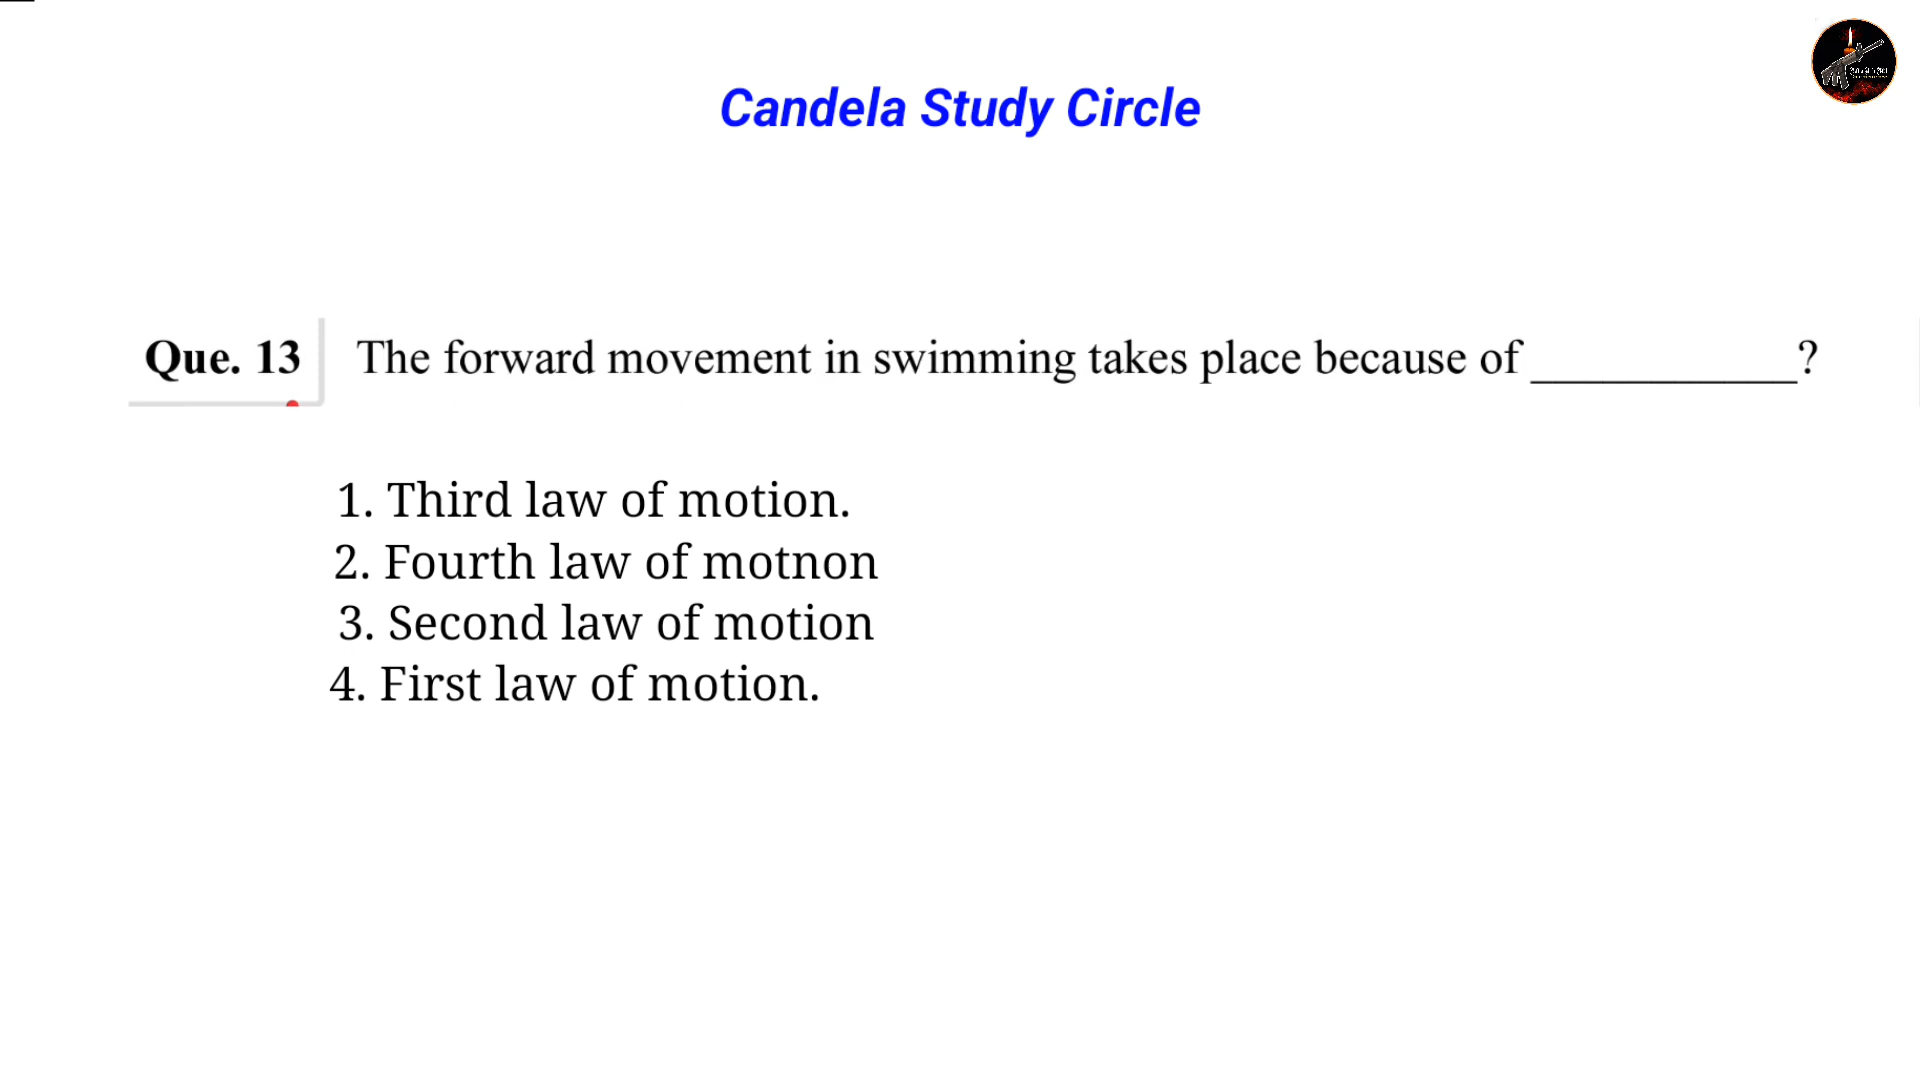 Candela Study Circle
Que. 13 The forward movement in swimming takes place because of ___________?
1. Third law of motion.
2. Fourth law of motnon
3. Second law of motion
4. First law of motion.